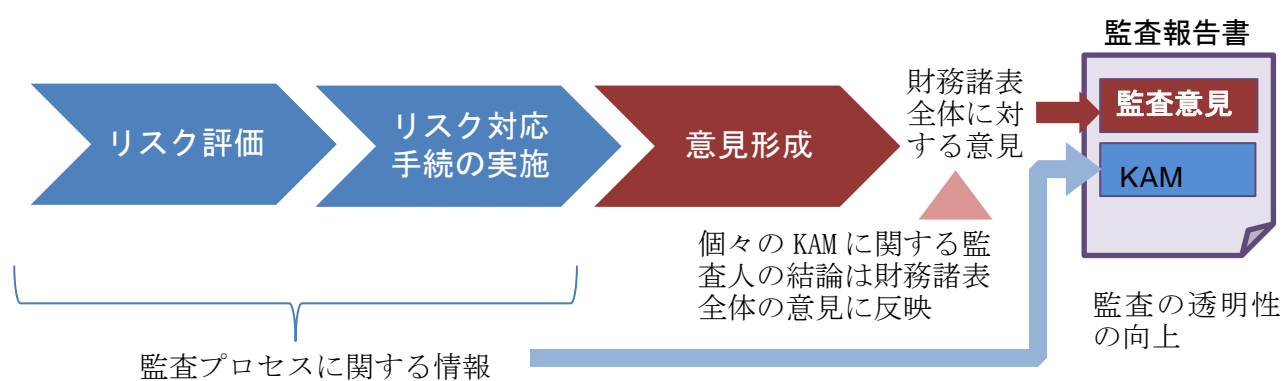 リスク評価
リスク対応
手続の実施
意見形成
財務諸表
全体に対
する意見
監査報告書
監査意見
KAM
個々の KAM に関する監
査人の結論は財務諸表
全体の意見に反映
監査の透明性
の向上
監査プロセスに関する情報